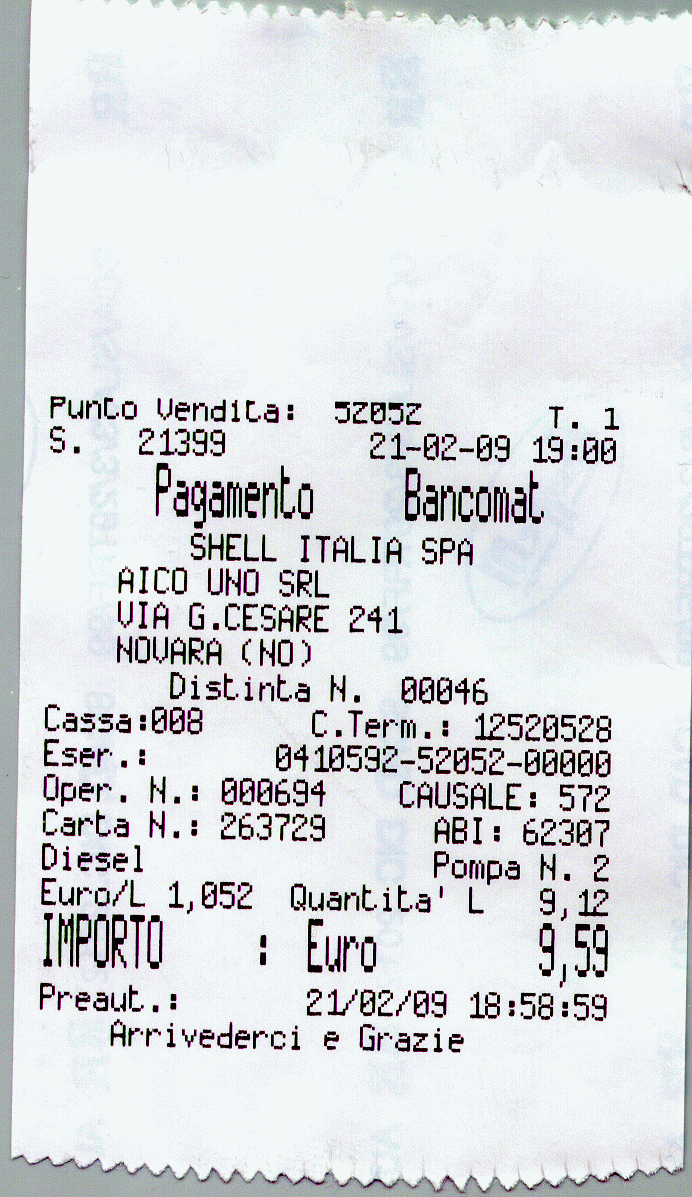 Punto Vendita: 52052 T. 1
S. 21399 21-02-09 19:00
Pagamento Bancomat
SHELL ITALIA SPA
AICO UNO SRL
VIA G.CESARE 241
NOVARA (NO)
Distinta N. 00046
Cassa:008 C.Term.: 12520528
Eser.: 0410592-52052-00000
Oper. N.: 000694 CAUSALE: 572
Carta N.: 263729 ABI: 62307
Diesel Pompa N. 2
Euro/L 1,052 Quantita' L 9,12
IMPORTO : Euro 9,59
Preaut.: 21/02/09 18:58:59
Arrivederci e Grazie